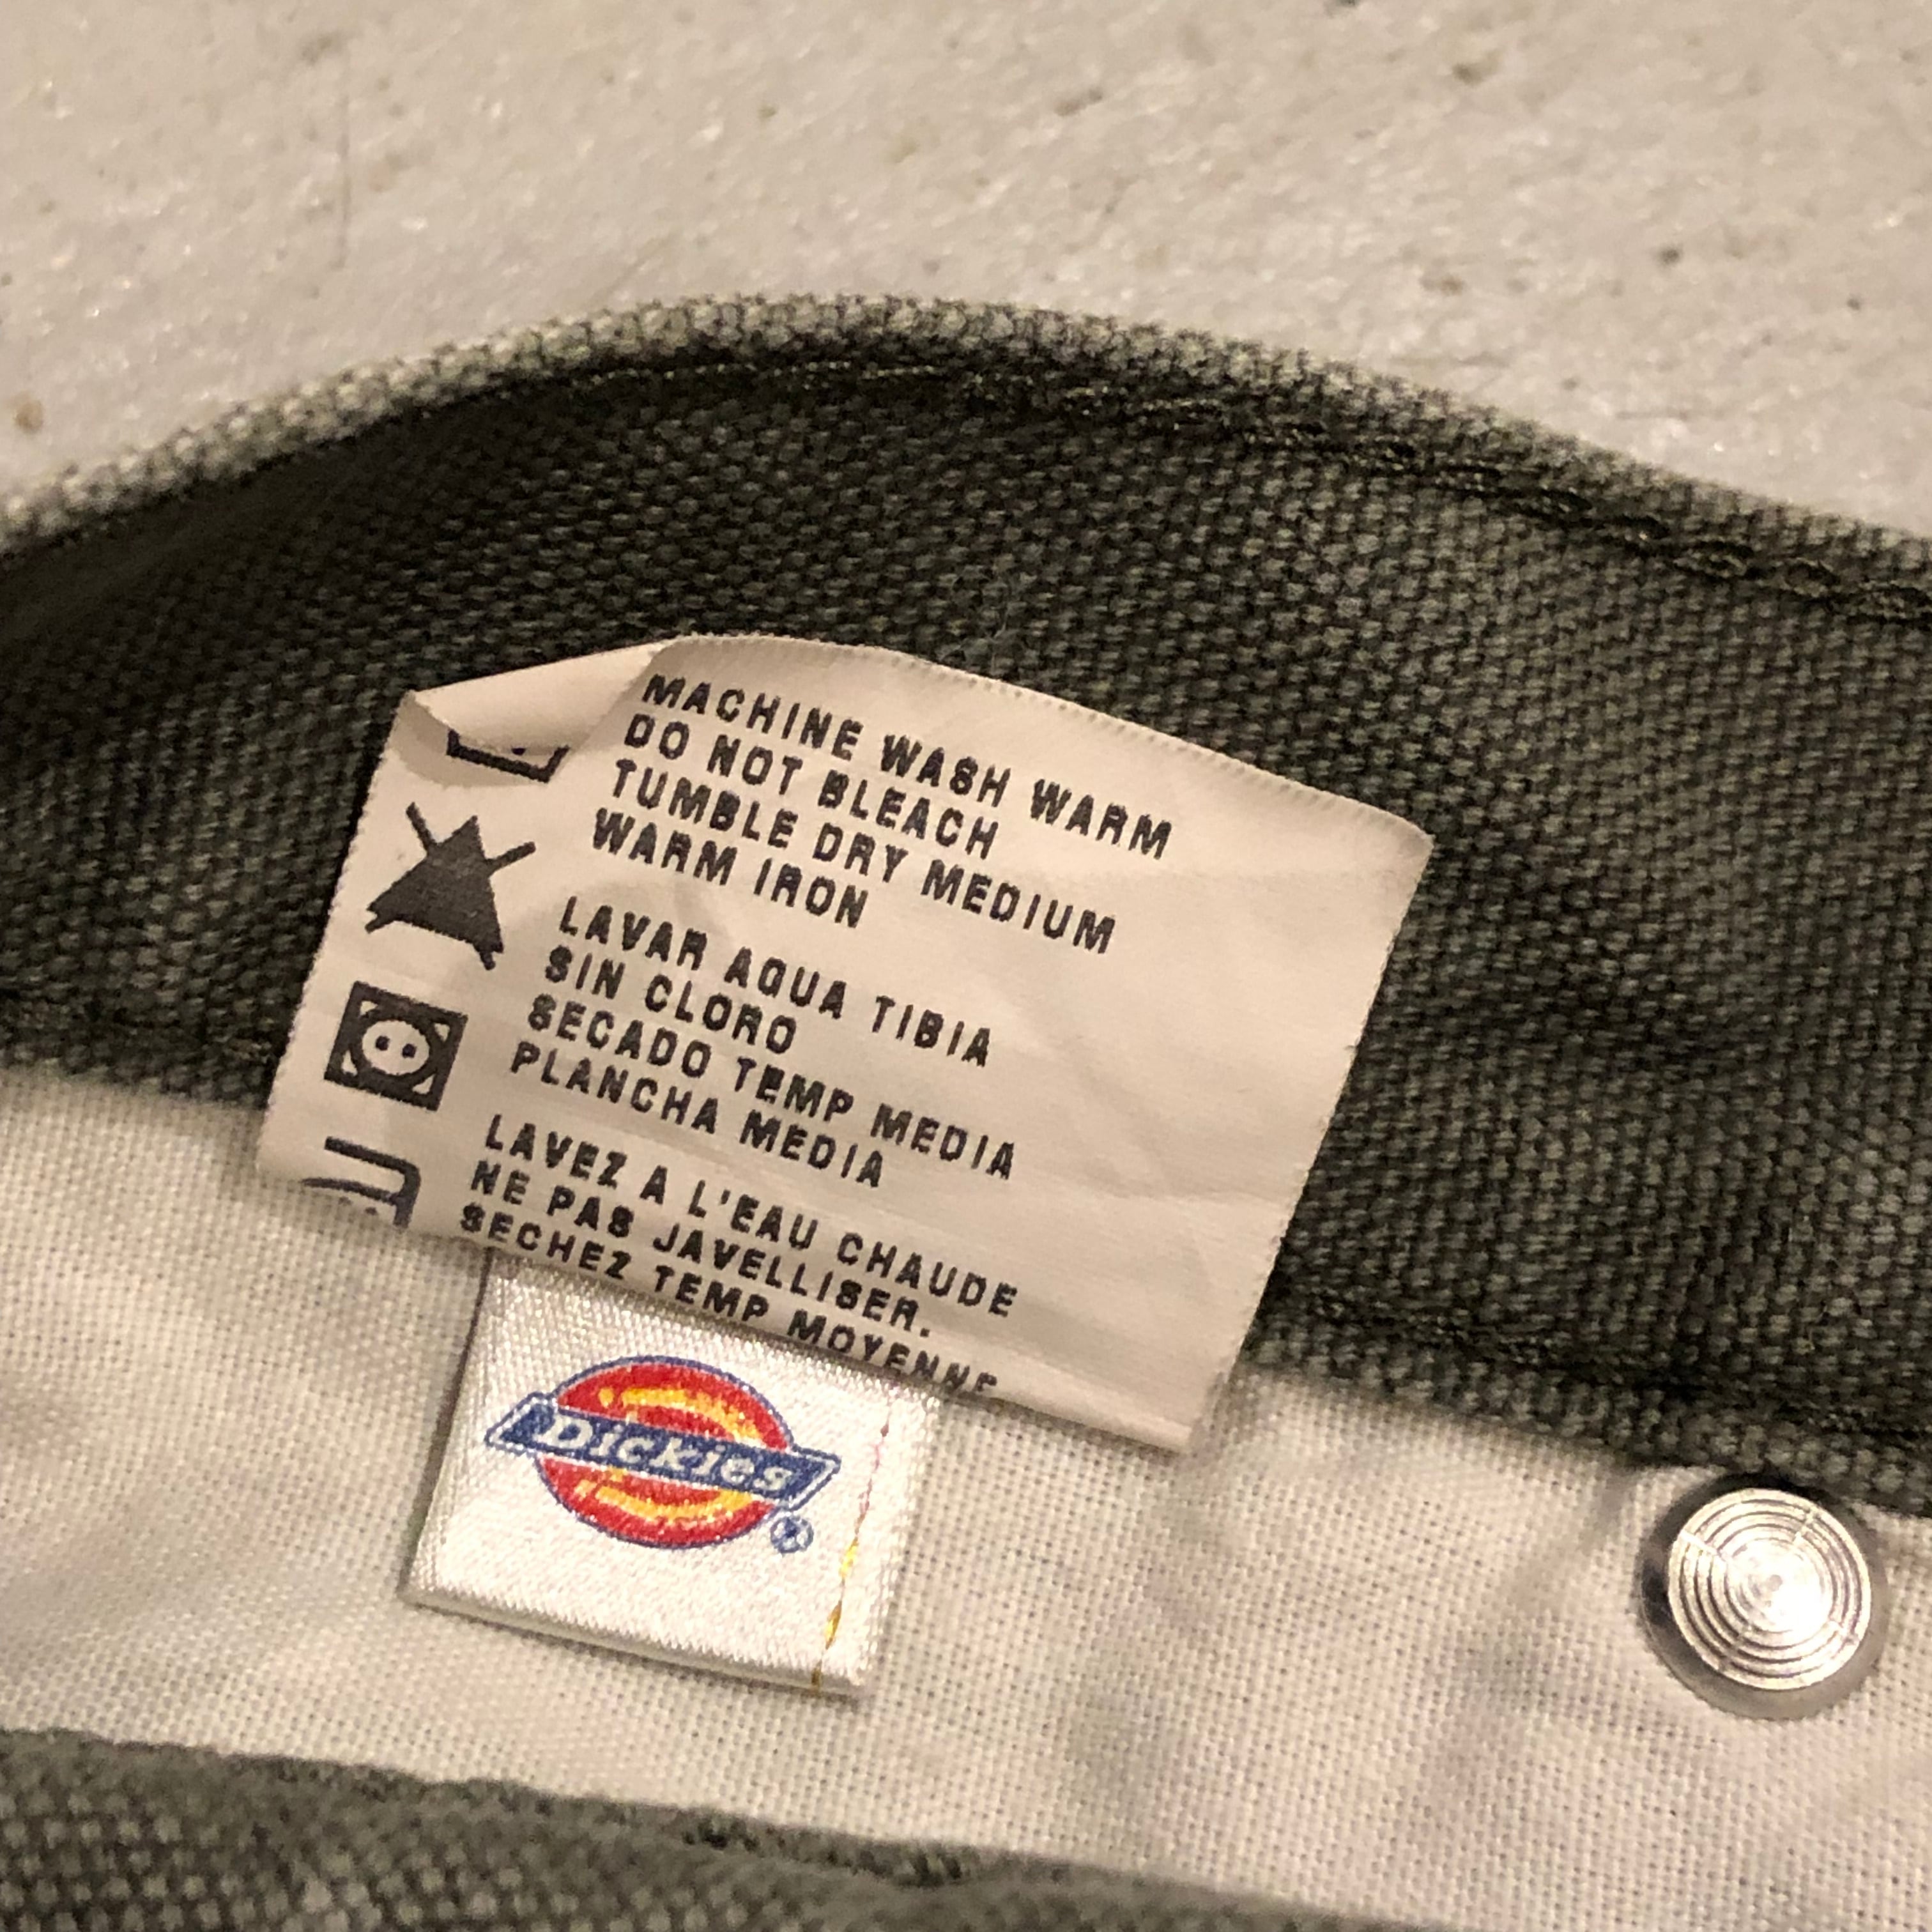 MACHINE WASH WARM
DO NOT BLEACH
TUMBLE DRY MEDIUM
WARM IRON
LAVAR AQUA TIBIA
SIN CLORO
SECADO TEMP MEDIA
PLANCHA MEDIA
LAVEZ A L'EAU CHAUDE
NE PAS JAVELLISER.
SECHEZ TEMP MOYENNE
Dickies
®